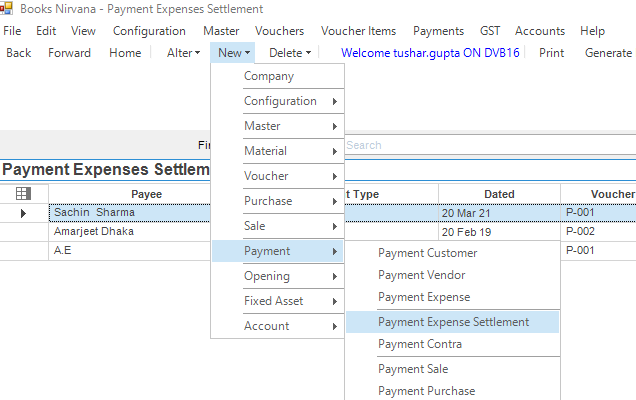 Books Nirvana - Payment Expenses Settlement
File Edit View Configuration Master Vouchers Voucher Items Payments GST Accounts Help
Back Forward Home Alter New Delete Welcome tushar.gupta ON DVB16 Print Generate
Company
Configuration
Master
Material
Voucher
Purchase
Sale
Payment
Opening
Fixed Asset
Account
Search
Payment Expenses Settlem
Payee t Type Dated Voucher
Sachin Sharma 20 Mar 21 P-001
Amarjeet Dhaka 20 Feb 19 P-002
A.E P-001
Payment Customer
Payment Vendor
Payment Expense
Payment Expense Settlement
Payment Contra
Payment Sale
Payment Purchase